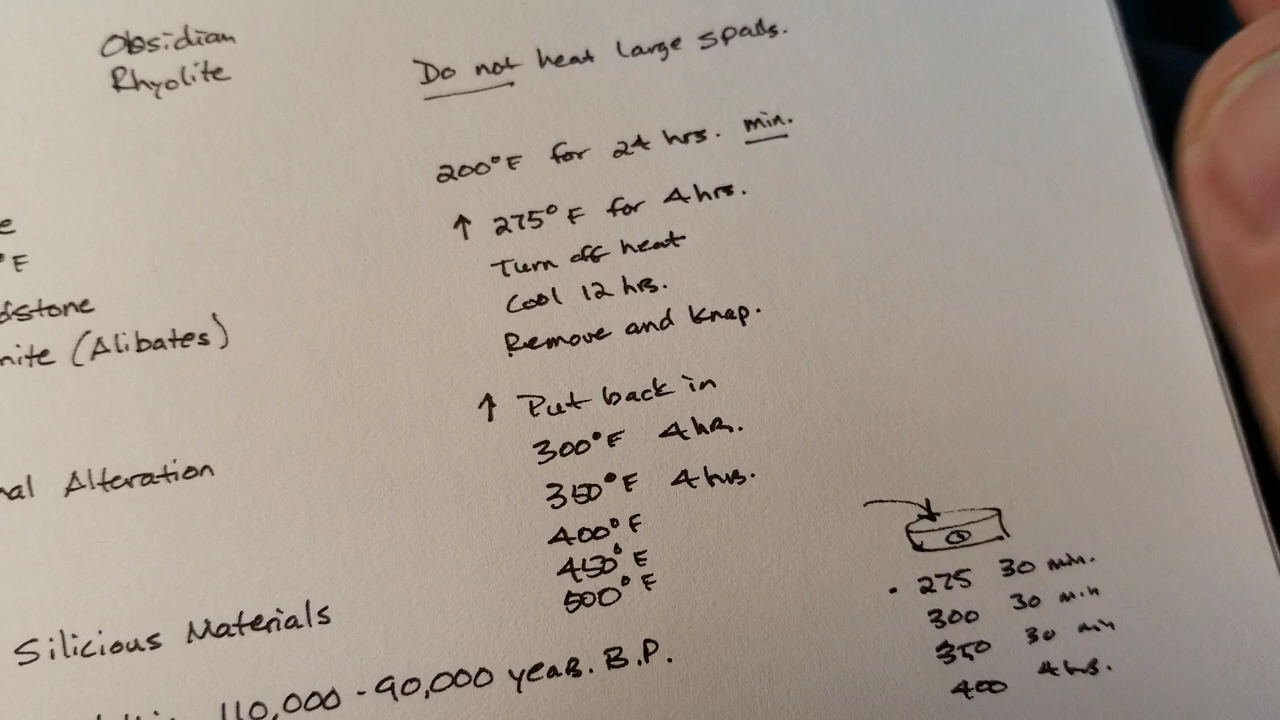 Obsidian
Rhyolite
Do not heat large spalls.
200°F for 24 hrs. min.
↑ 275°F for 4 hrs.
Turn off heat
Cool 12 hrs.
Remove and Knap.
↑ Put back in
300°F 4 hrs.
350°F 4 hrs.
400°F
450°F
500°F
e
°F
dstone
nite (Alibates)
nal Alteration
Silicious Materials
110,000 - 90,000 years. B.P.
• 275 30 min.
300 30 min
350 30 min
400 4 hrs.